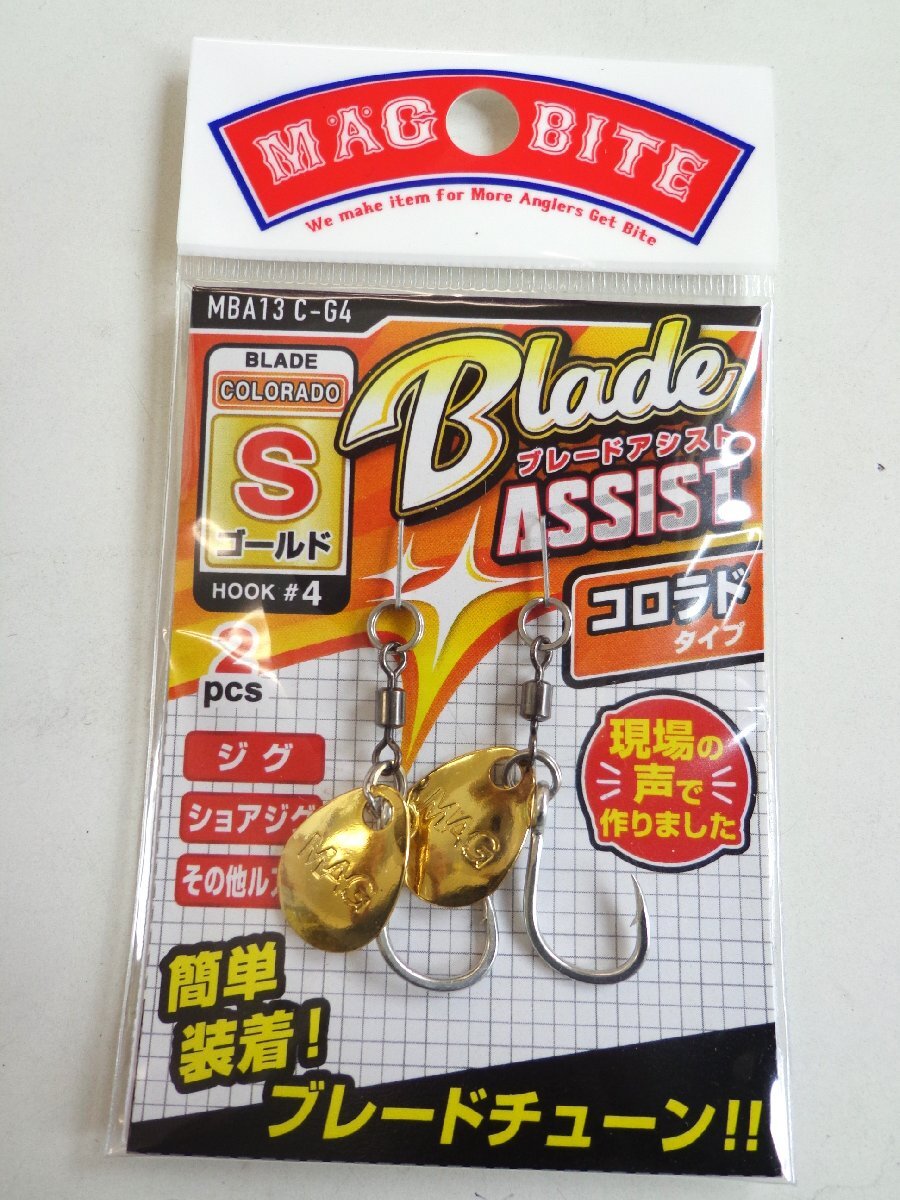 MAG BITE
We make item for More Anglers Get Bite
MBA13 C-G4
BLADE
COLORADO
S
ゴールド
HOOK #4
2
pcs
Blade
ブレードアシスト
ASSIST
コロラド
タイプ
ジグ
ショアジグ
その他ル
現場の
声で
作りました
MAG
MAG
簡単
装着!
ブレードチューン!!